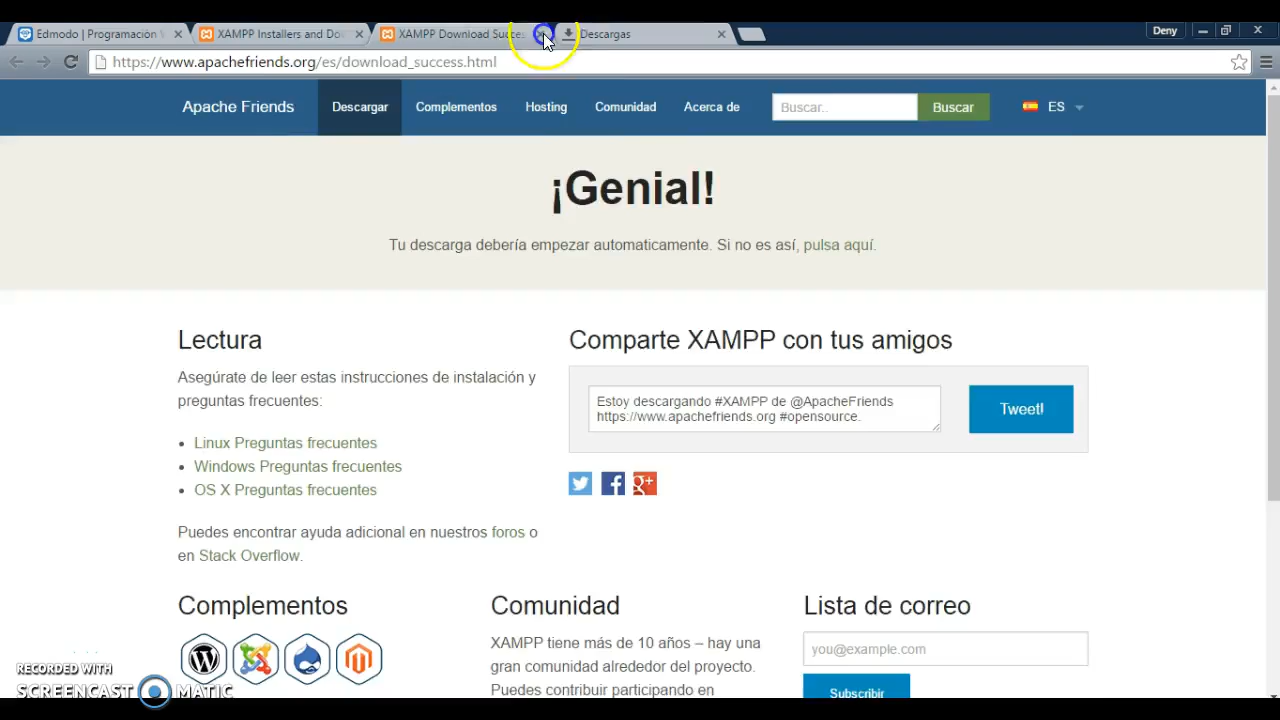 Edmodo | Programación
XAMPP Installers and Do
XAMPP Download Succe
Descargas
Deny
https://www.apachefriends.org/es/download_success.html
Apache Friends
Descargar
Complementos
Hosting
Comunidad
Acerca de
Buscar..
Buscar
ES
¡Genial!
Tu descarga debería empezar automaticamente. Si no es así, pulsa aquí.
Lectura
Asegúrate de leer estas instrucciones de instalación y
preguntas frecuentes:
Linux Preguntas frecuentes
Windows Preguntas frecuentes
OS X Preguntas frecuentes
Puedes encontrar ayuda adicional en nuestros foros o
en Stack Overflow.
Comparte XAMPP con tus amigos
Estoy descargando #XAMPP de @ApacheFriends
https://www.apachefriends.org #opensource.
Tweet!
Complementos
Comunidad
XAMPP tiene más de 10 años – hay una
gran comunidad alrededor del proyecto.
Puedes contribuir participando en
Lista de correo
you@example.com
Subscribir
RECORDED WITH
SCREENCAST MATIC